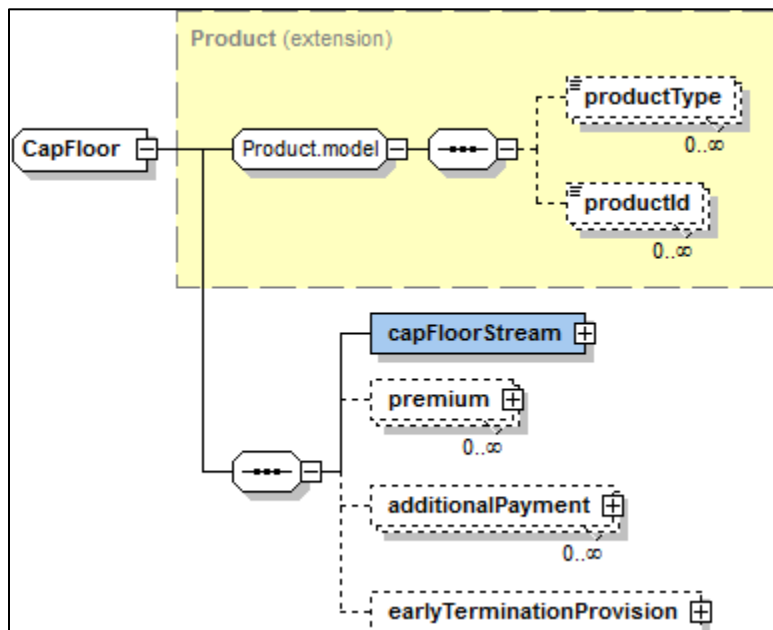 Product (extension)
CapFloor
Product.model
productType
0..∞
productId
0..∞
capFloorStream
premium
0..∞
additionalPayment
0..∞
earlyTerminationProvision